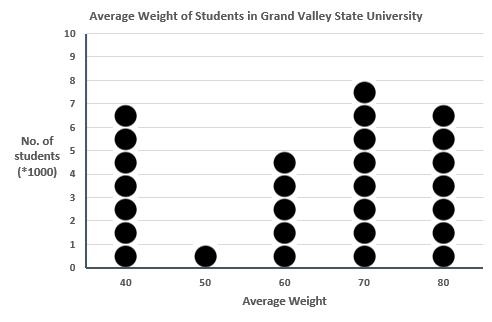 Average Weight of Students in Grand Valley State University
10
9
8
7
6
5
4
3
2
1
0
No. of
students
(*1000)
40 50 60 70 80
Average Weight